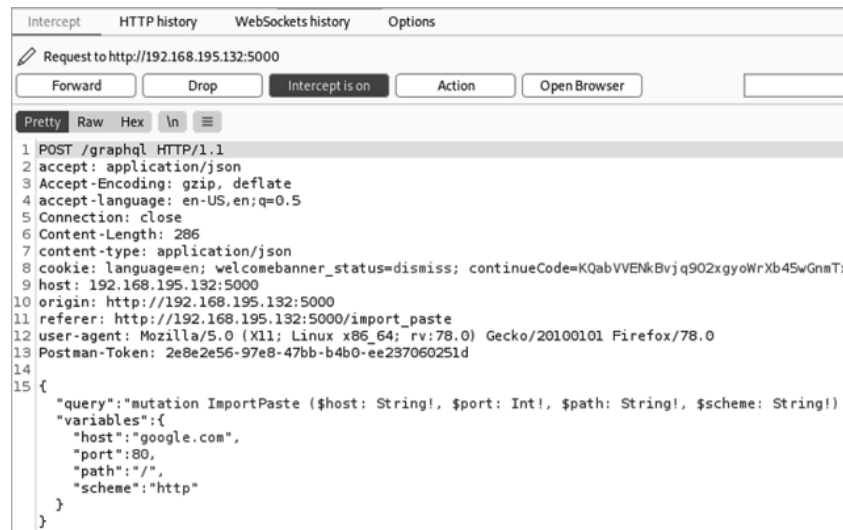 Intercept HTTP history WebSockets history Options
Request to http://192.168.195.132:5000
Forward Drop Intercept is on Action Open Browser
Pretty Raw Hex \n
1 POST /graphql HTTP/1.1
2 accept: application/json
3 Accept-Encoding: gzip, deflate
4 accept-language: en-US,en;q=0.5
5 Connection: close
6 Content-Length: 286
7 content-type: application/json
8 cookie: language=en; welcomebanner_status=dismiss; continueCode=KQabVVENkBvjq9O2xgyoWrXb45wGnmTx
9 host: 192.168.195.132:5000
10 origin: http://192.168.195.132:5000
11 referer: http://192.168.195.132:5000/import_paste
12 user-agent: Mozilla/5.0 (X11; Linux x86_64; rv:78.0) Gecko/20100101 Firefox/78.0
13 Postman-Token: 2e8e2e56-97e8-47bb-b4b0-ee237060251d
14
15 {
"query":"mutation ImportPaste ($host: String!, $port: Int!, $path: String!, $scheme: String!)
"variables":{
"host":"google.com",
"port":80,
"path":"/",
"scheme":"http"
}
}